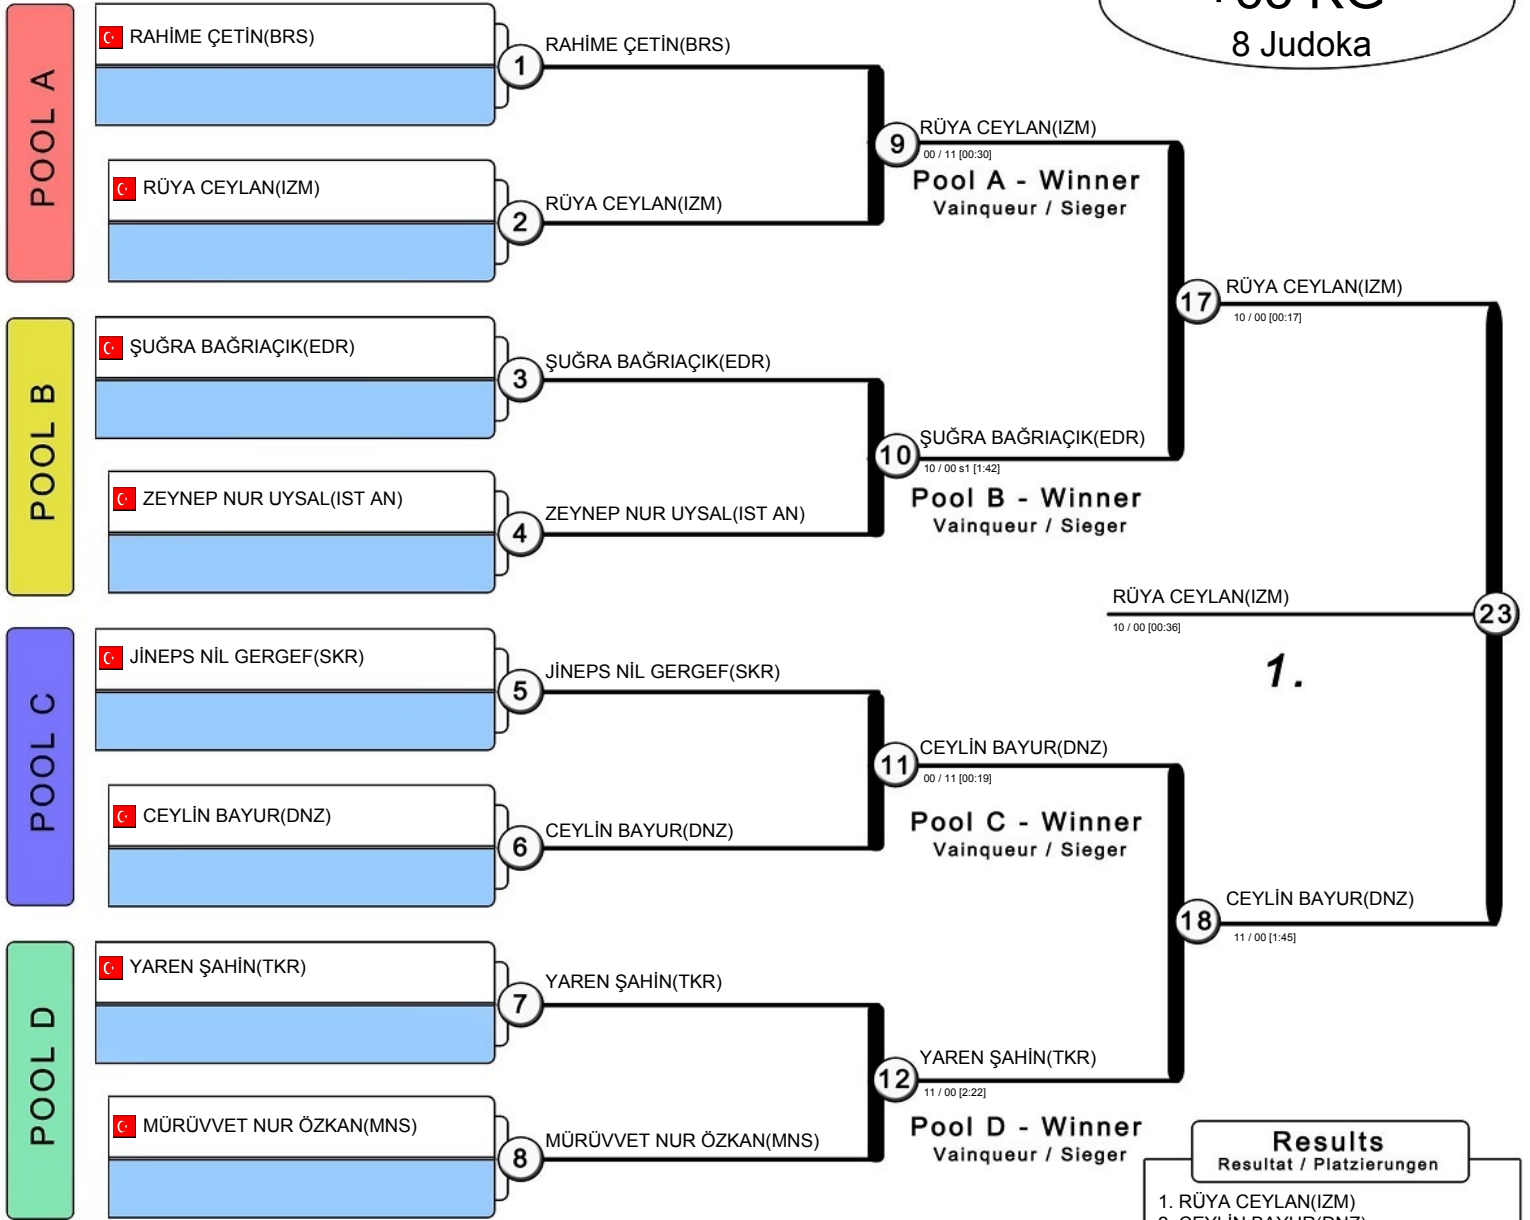 8 Judoka
POOL A
RAHİME ÇETİN(BRS)
1
RAHİME ÇETİN(BRS)
RÜYA CEYLAN(IZM)
2
RÜYA CEYLAN(IZM)
9
RÜYA CEYLAN(IZM)
00 / 11 [00:30]
Pool A - Winner
Vainqueur / Sieger
POOL B
ŞUĞRA BAĞRIAÇIK(EDR)
3
ŞUĞRA BAĞRIAÇIK(EDR)
ZEYNEP NUR UYSAL(IST AN)
4
ZEYNEP NUR UYSAL(IST AN)
10
ŞUĞRA BAĞRIAÇIK(EDR)
10 / 00 s1 [1:42]
Pool B - Winner
Vainqueur / Sieger
17
RÜYA CEYLAN(IZM)
10 / 00 [00:17]
POOL C
JİNEPS NİL GERGEF(SKR)
5
JİNEPS NİL GERGEF(SKR)
CEYLİN BAYUR(DNZ)
6
CEYLİN BAYUR(DNZ)
11
CEYLİN BAYUR(DNZ)
00 / 11 [00:19]
Pool C - Winner
Vainqueur / Sieger
POOL D
YAREN ŞAHİN(TKR)
7
YAREN ŞAHİN(TKR)
MÜRÜVVET NUR ÖZKAN(MNS)
8
MÜRÜVVET NUR ÖZKAN(MNS)
12
YAREN ŞAHİN(TKR)
11 / 00 [2:22]
Pool D - Winner
Vainqueur / Sieger
18
CEYLİN BAYUR(DNZ)
11 / 00 [1:45]
RÜYA CEYLAN(IZM)
23
10 / 00 [00:36]
1.
Results
Resultat / Platzierungen
1. RÜYA CEYLAN(IZM)
2. CEYLİN BAYUR(DNZ)